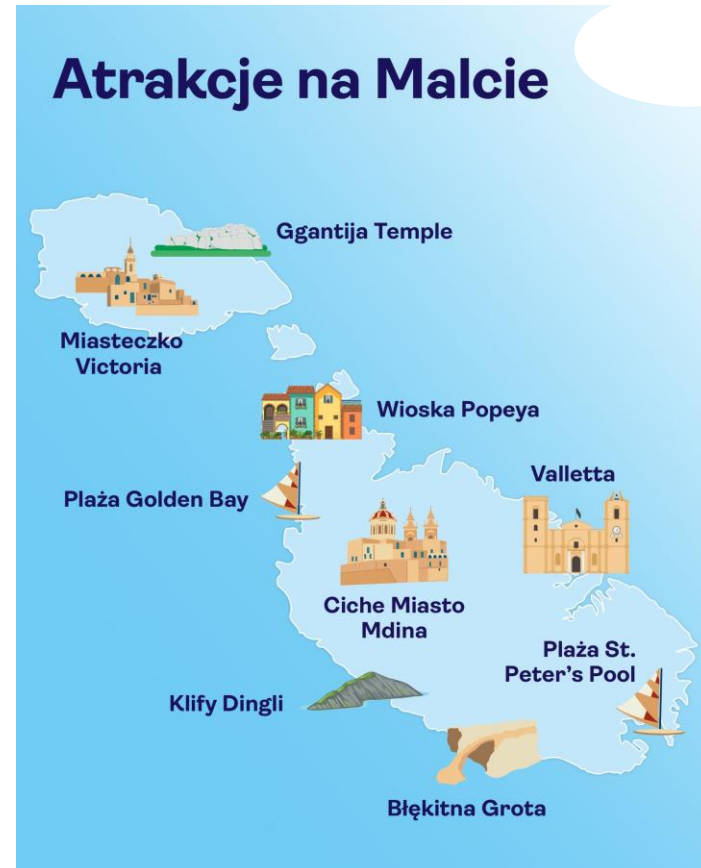 Atrakcje na Malcie
Ggantija Temple
Miasteczko
Victoria
Wioska Popeya
Valletta
Plaża Golden Bay
Ciche Miasto
Mdina
Plaża St.
Peter's Pool
Klify Dingli
Błękitna Grota